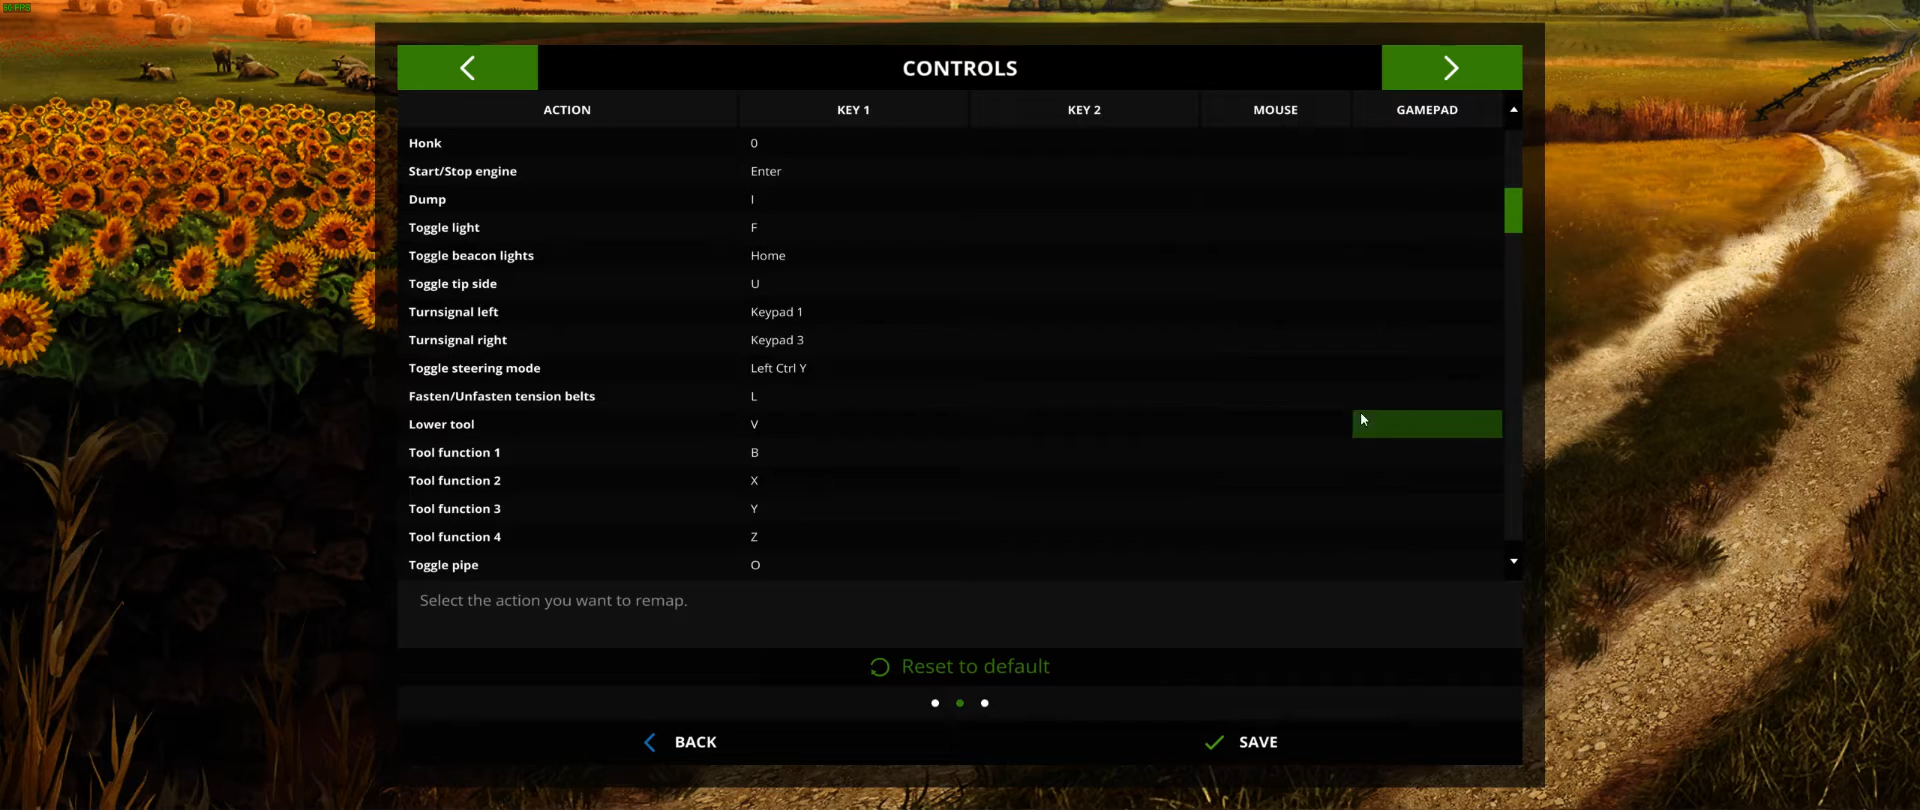 60 FPS
CONTROLS
ACTION KEY 1 KEY 2 MOUSE GAMEPAD
Honk 0
Start/Stop engine Enter
Dump I
Toggle light F
Toggle beacon lights Home
Toggle tip side U
Turnsignal left Keypad 1
Turnsignal right Keypad 3
Toggle steering mode Left Ctrl Y
Fasten/Unfasten tension belts L
Lower tool V
Tool function 1 B
Tool function 2 X
Tool function 3 Y
Tool function 4 Z
Toggle pipe O
Select the action you want to remap.
Reset to default
BACK SAVE